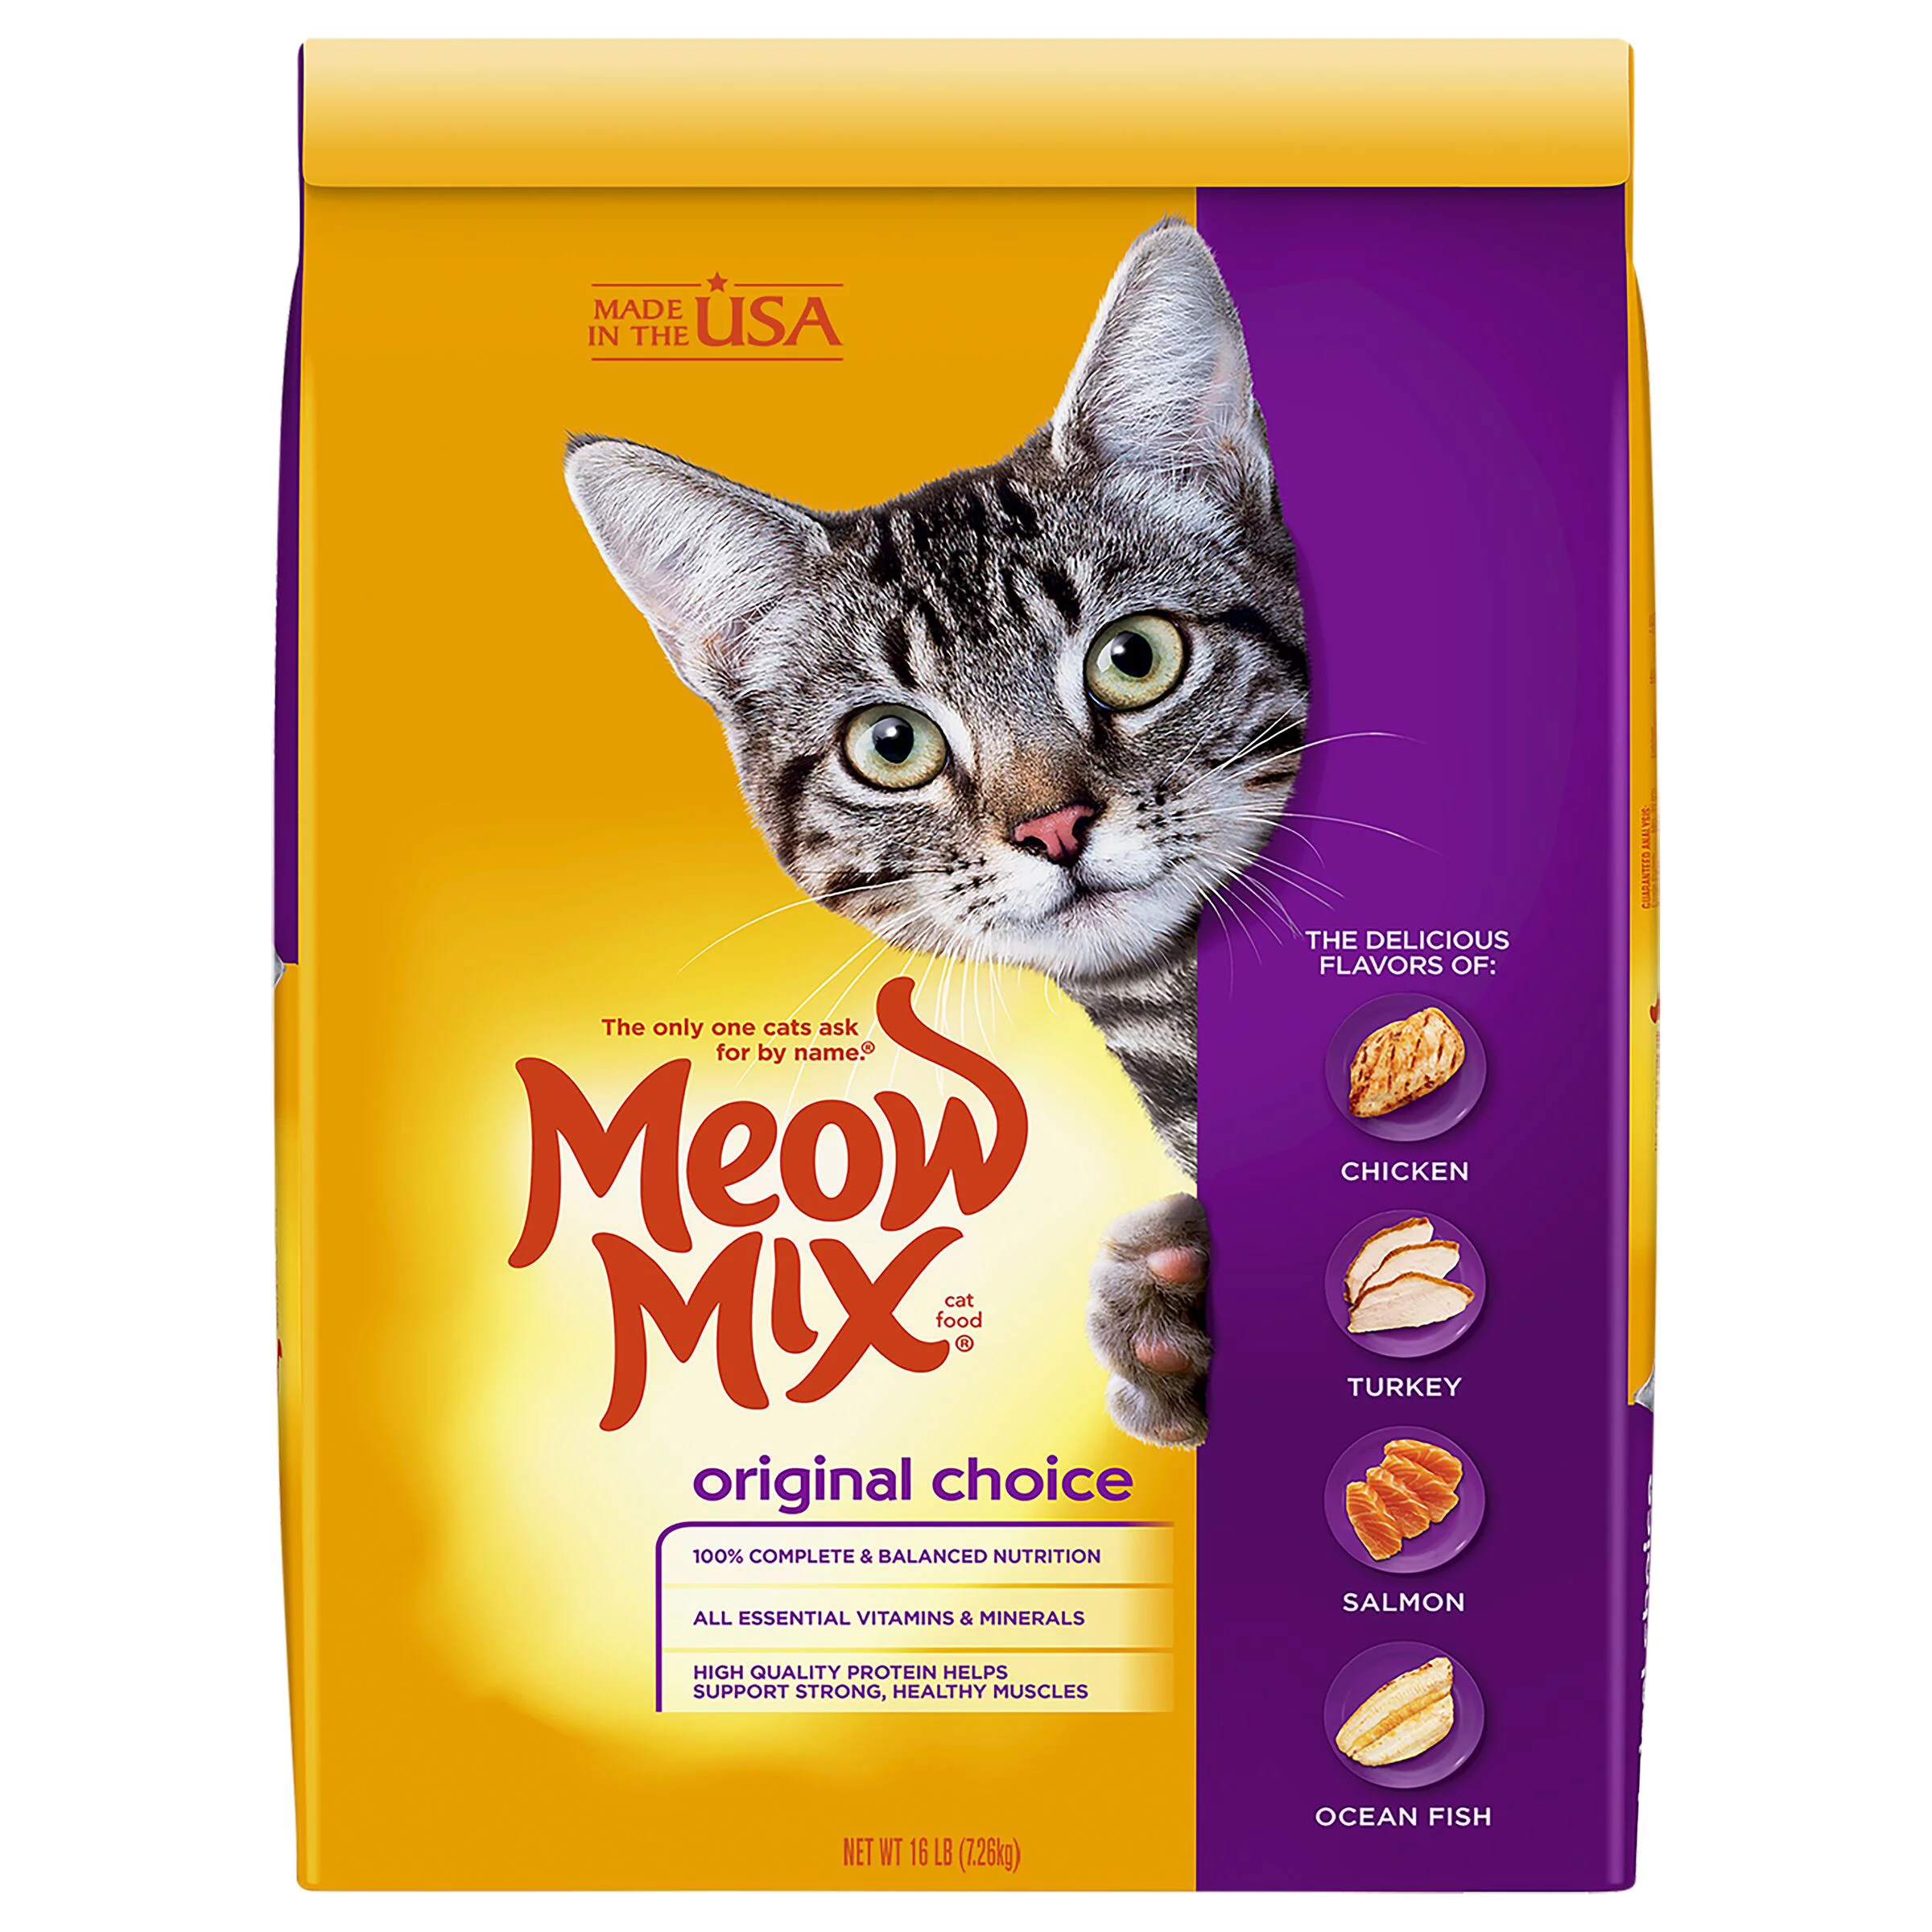 MADE
IN THE USA
The only one cats ask
for by name.®
Meow
Mix
cat
food
®
original choice
100% COMPLETE & BALANCED NUTRITION
ALL ESSENTIAL VITAMINS & MINERALS
HIGH QUALITY PROTEIN HELPS
SUPPORT STRONG, HEALTHY MUSCLES
NET WT 16 LB (7.26kg)
THE DELICIOUS
FLAVORS OF:
CHICKEN
TURKEY
SALMON
OCEAN FISH
GUARANTEED ANALYSIS: